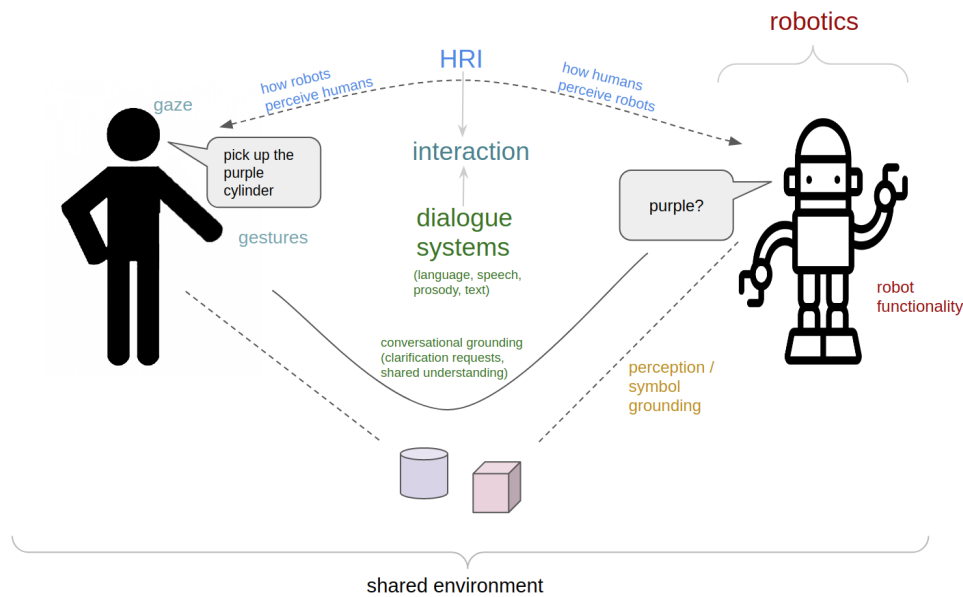 robotics
HRI
how robots
perceive humans
how humans
perceive robots
gaze
pick up the
purple
cylinder
interaction
purple?
gestures
dialogue
systems
(language, speech,
prosody, text)
robot
functionality
conversational grounding
(clarification requests,
shared understanding)
perception /
symbol
grounding
shared environment